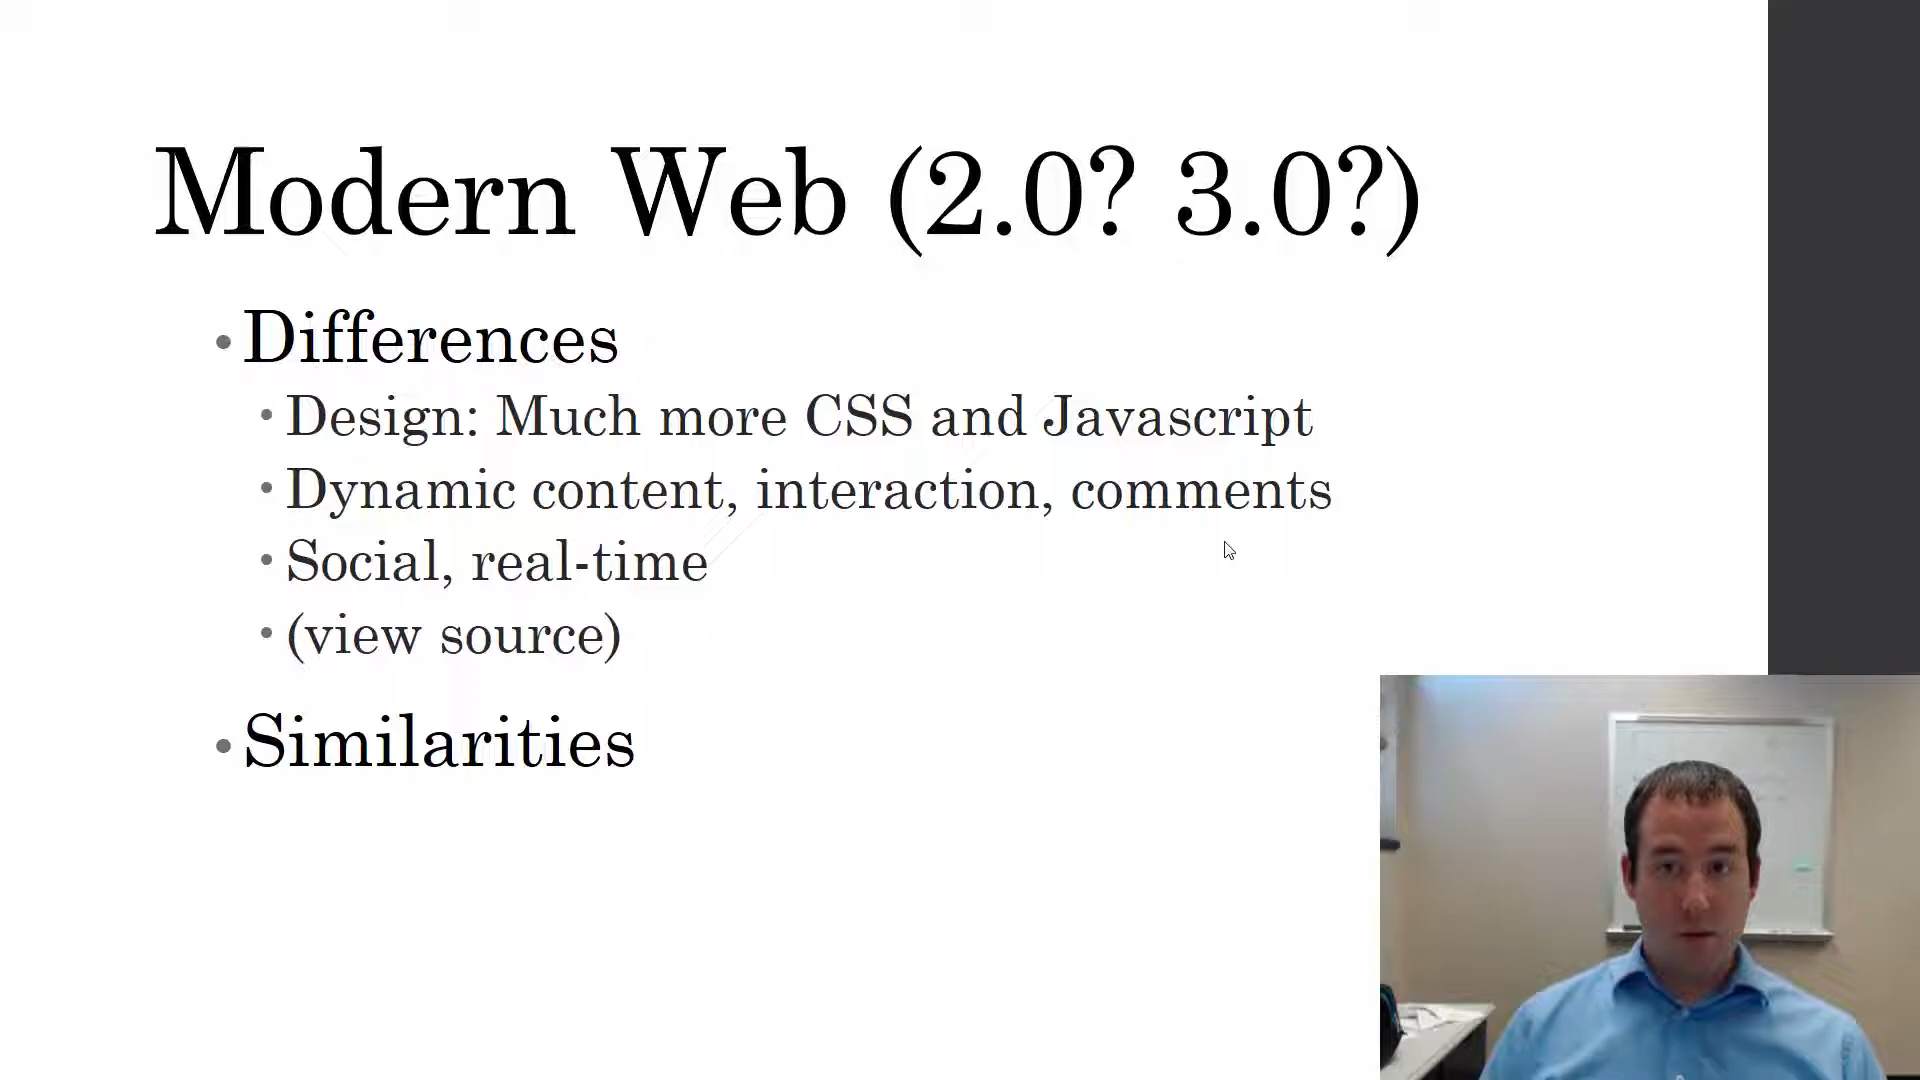 Modern Web (2.0? 3.0?)
Differences
Design: Much more CSS and Javascript
Dynamic content, interaction, comments
Social, real-time
(view source)
Similarities